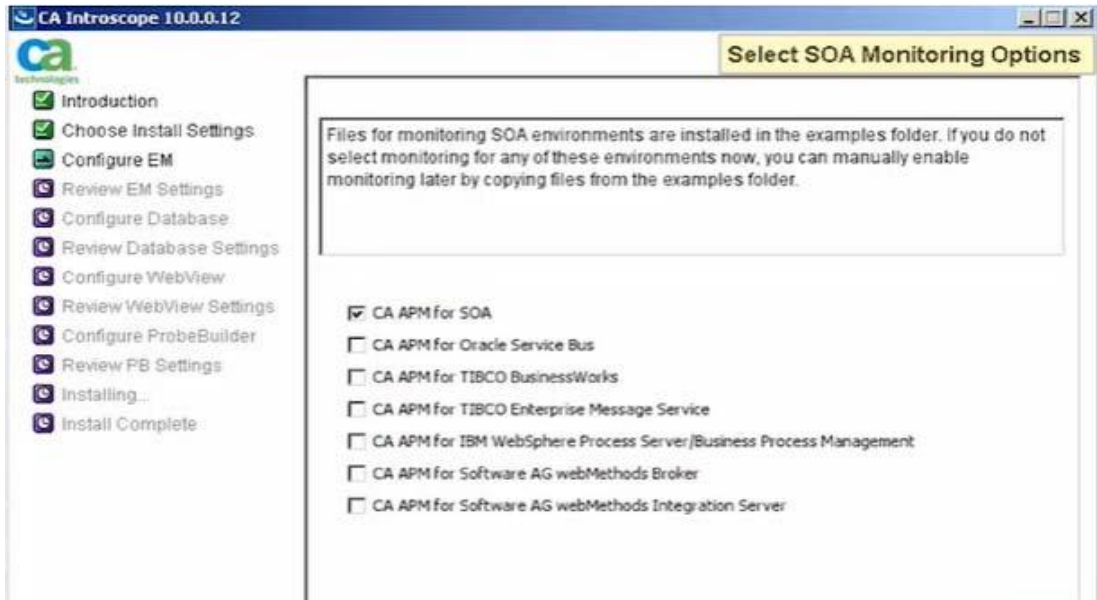 CA Introscope 10.0.0.12
ca
technologies
Select SOA Monitoring Options
Introduction
Choose Install Settings
Configure EM
Review EM Settings
Configure Database
Review Database Settings
Configure WebView
Review WebView Settings
Configure ProbeBuilder
Review PB Settings
Installing...
Install Complete
Files for monitoring SOA environments are installed in the examples folder. If you do not
select monitoring for any of these environments now, you can manually enable
monitoring later by copying files from the examples folder.
CA APM for SOA
CA APM for Oracle Service Bus
CA APM for TIBCO BusinessWorks
CA APM for TIBCO Enterprise Message Service
CA APM for IBM WebSphere Process Server/Business Process Management
CA APM for Software AG webMethods Broker
CA APM for Software AG webMethods Integration Server